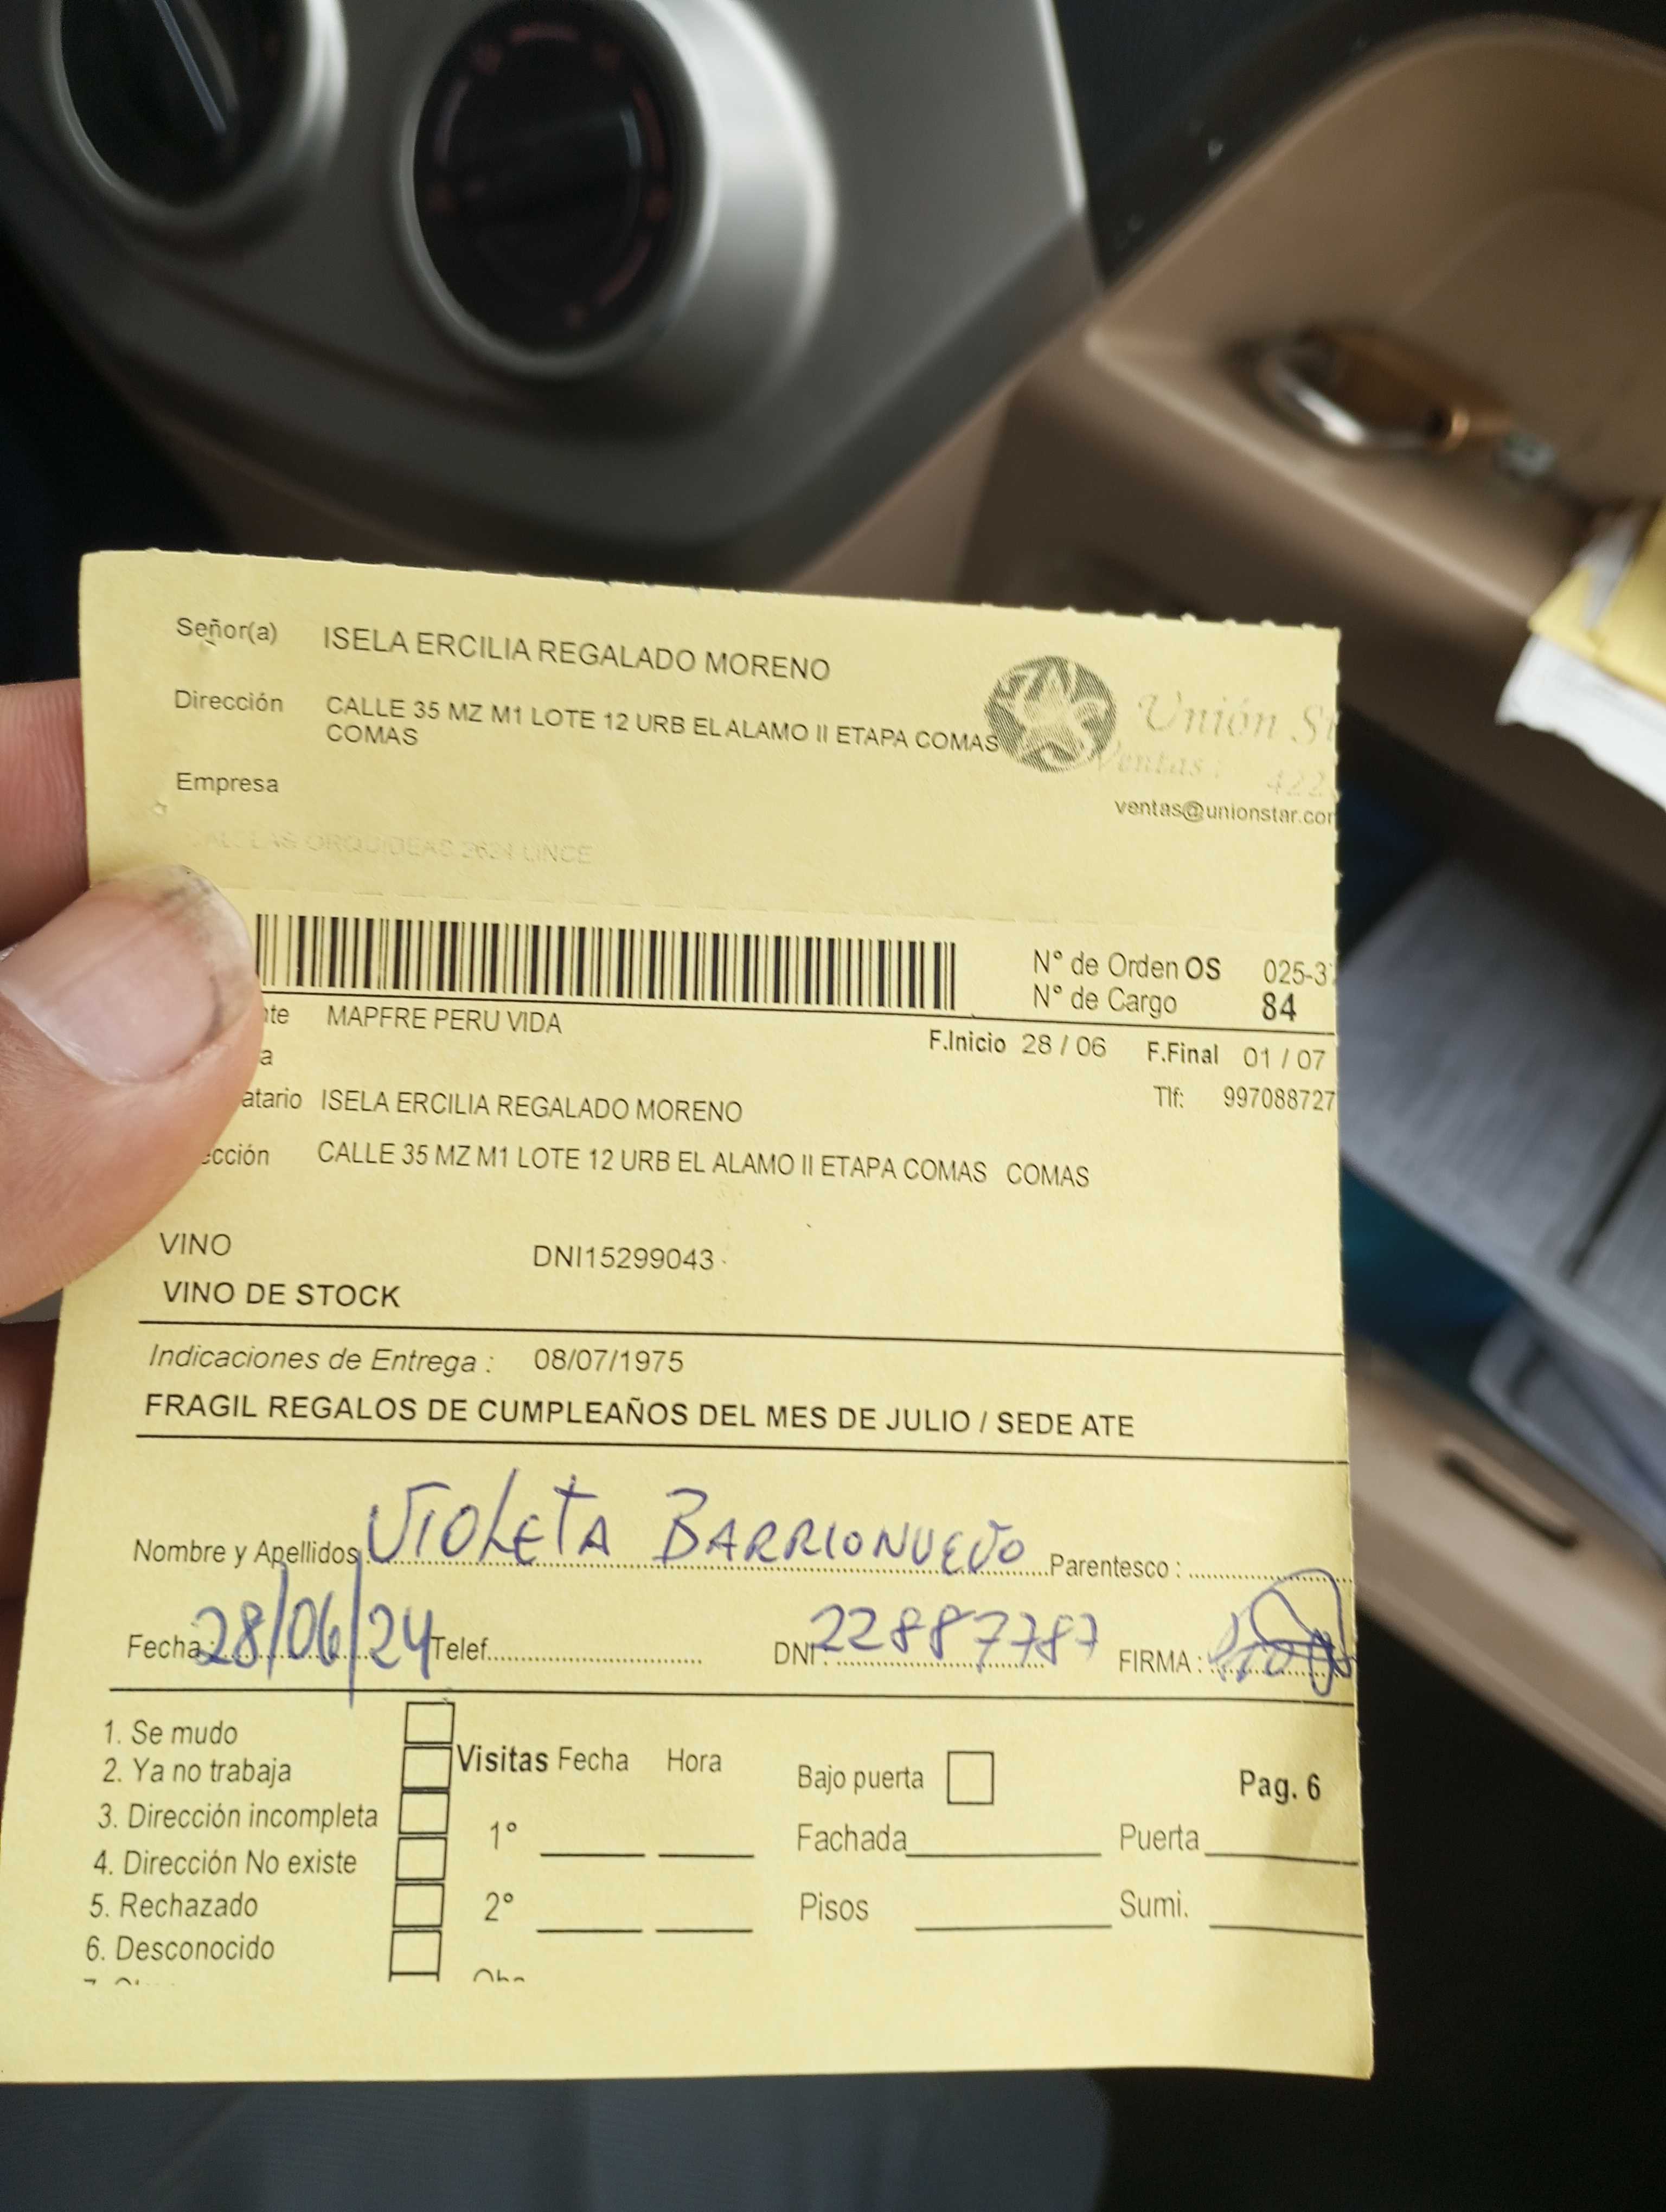 Señor(a) ISELA ERCILIA REGALADO MORENO
Dirección CALLE 35 MZ M1 LOTE 12 URB EL ALAMO II ETAPA COMAS
COMAS
Unión St
Ventas : 422
Empresa
ventas@unionstar.com
ORQUIDEAS 2624 LINCE
N° de Orden OS 025-3
N° de Cargo 84
nte MAPFRE PERU VIDA
F.Inicio 28 / 06 F.Final 01 / 07
a
atario ISELA ERCILIA REGALADO MORENO Tlf: 997088727
ección CALLE 35 MZ M1 LOTE 12 URB EL ALAMO II ETAPA COMAS COMAS
VINO DNI15299043
VINO DE STOCK
Indicaciones de Entrega : 08/07/1975
FRAGIL REGALOS DE CUMPLEAÑOS DEL MES DE JULIO / SEDE ATE
Nombre y Apellidos VIOLETA BARRIONUEVO Parentesco :
Fecha: 28/06/24 Telef. DNI : 22887787 FIRMA :
1. Se mudo
2. Ya no trabaja
3. Dirección incompleta
4. Dirección No existe
5. Rechazado
6. Desconocido
Visitas Fecha Hora
1°
2°
Bajo puerta Pag. 6
Fachada Puerta
Pisos Sumi.